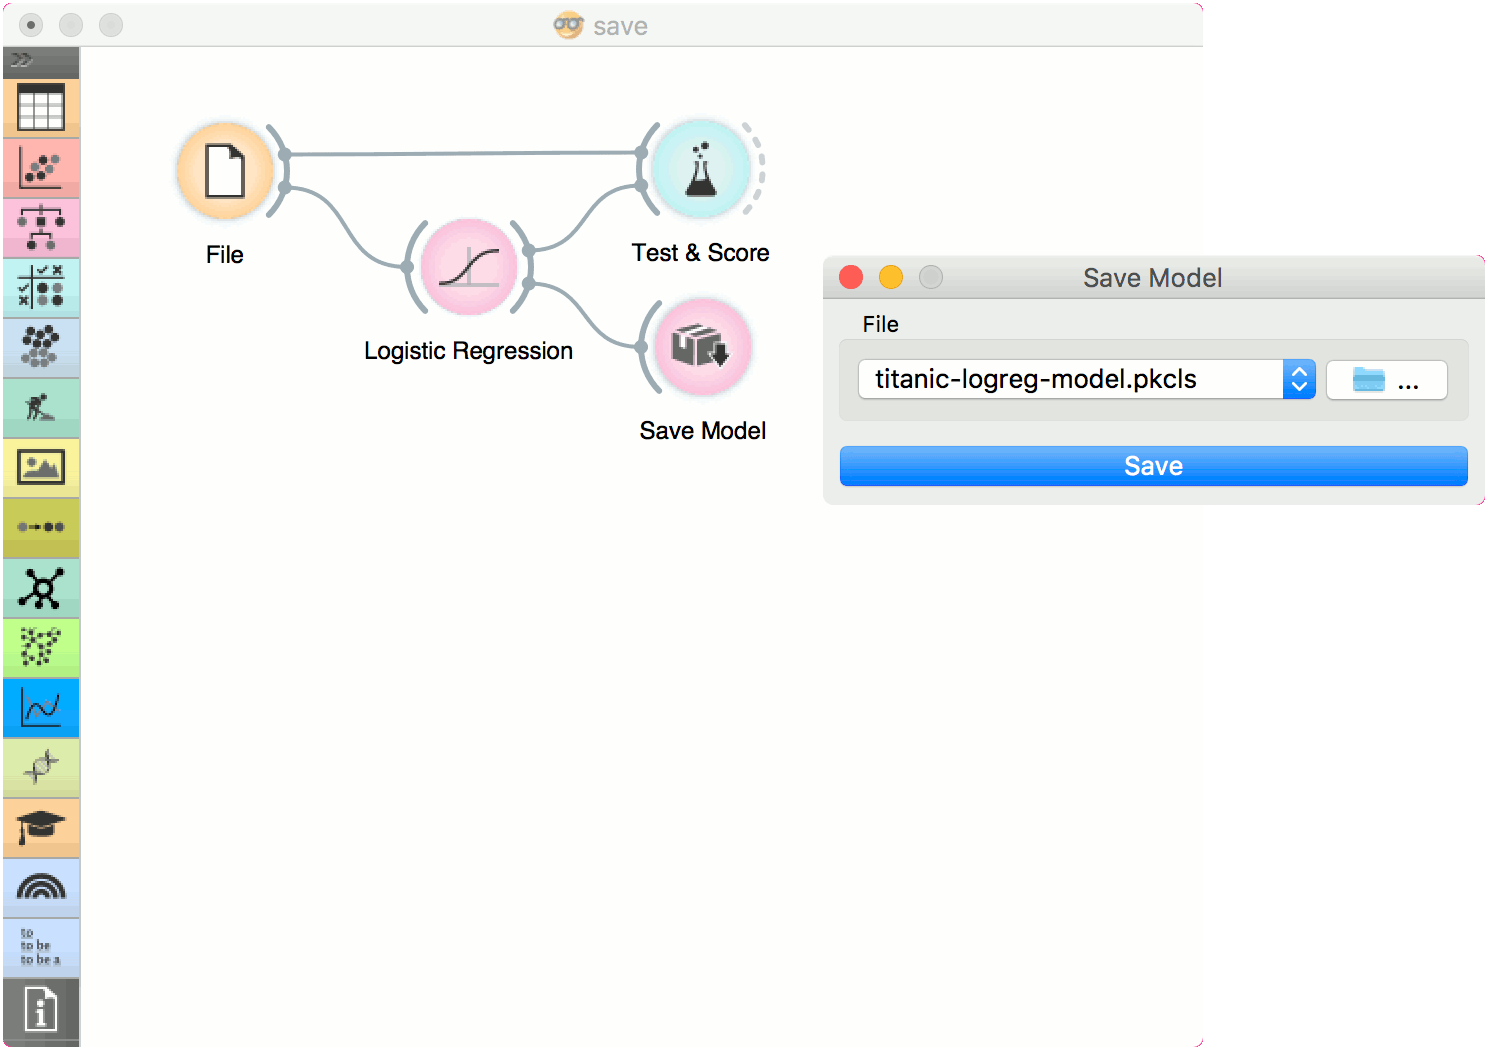 save
File
Test & Score
Logistic Regression
Save Model
Save Model
File
titanic-logreg-model.pkcls
...
Save
to
to be
to be a
i